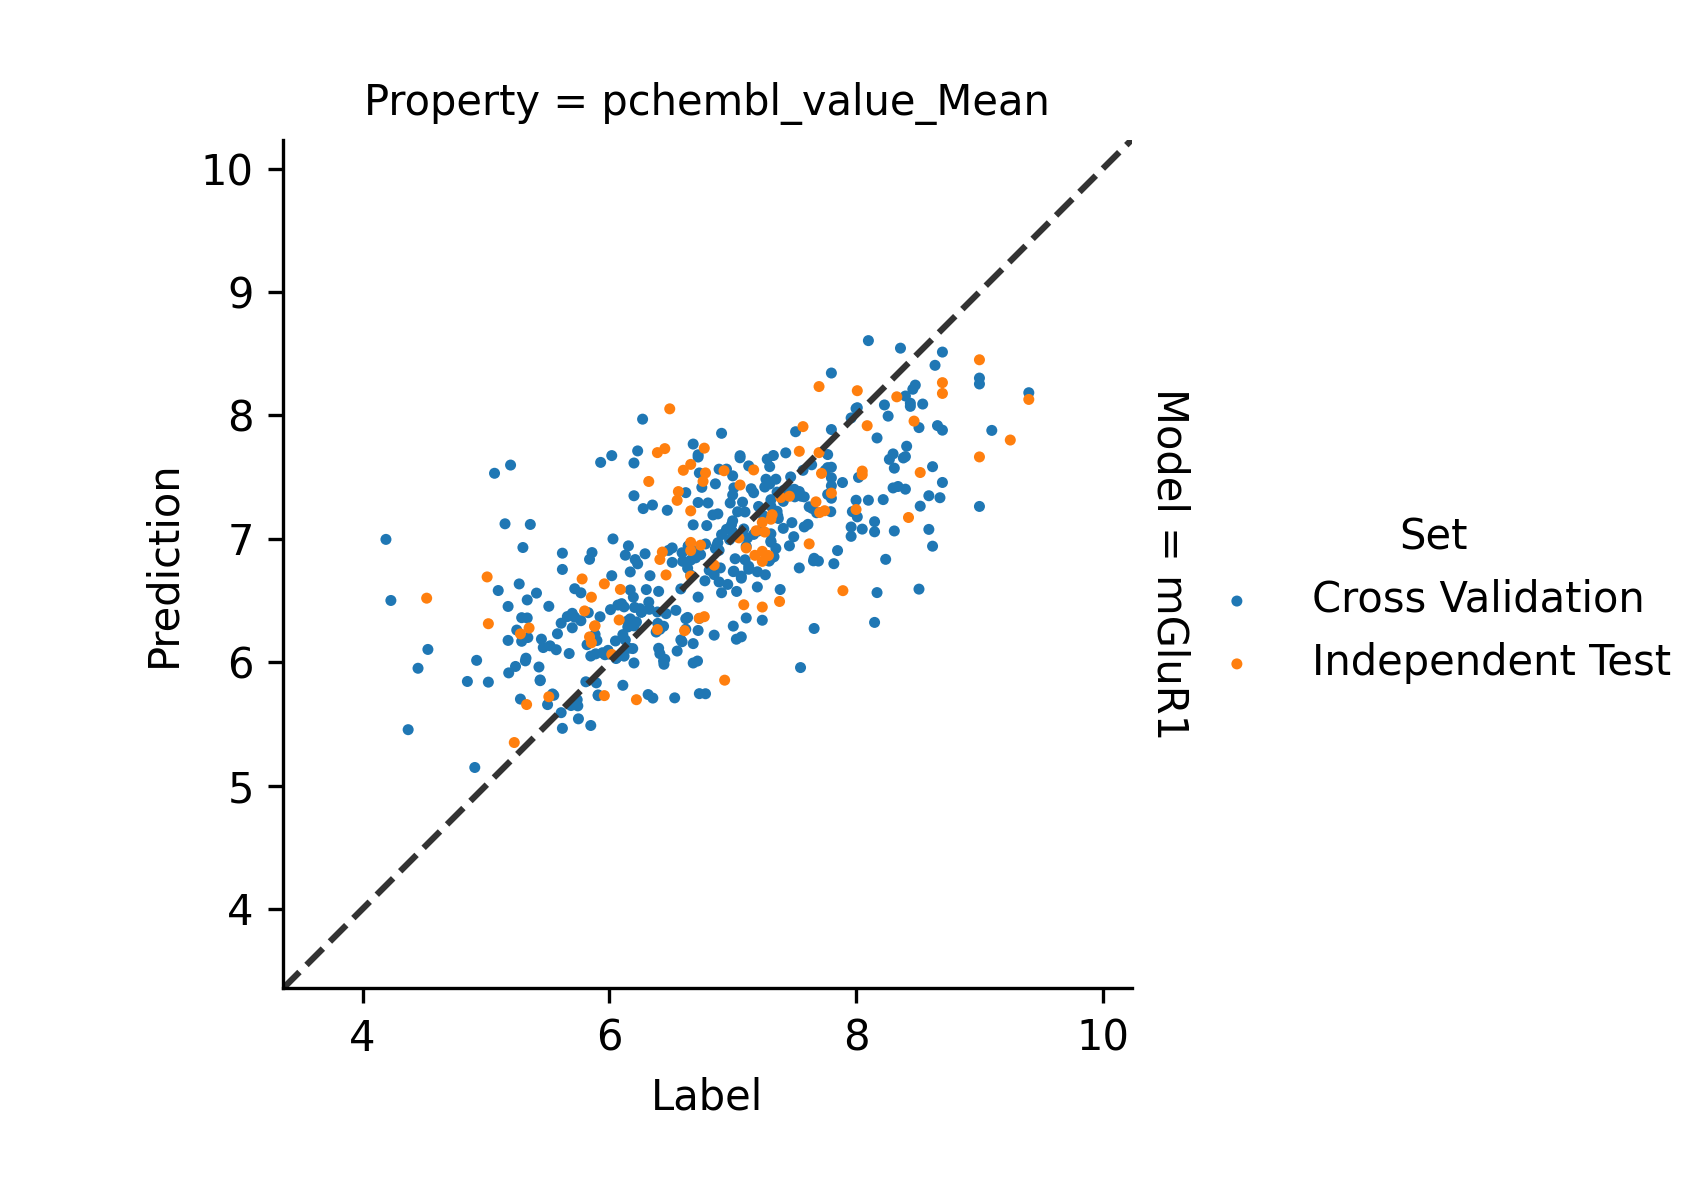 Property = pchembl_value_Mean
10
9
8
7
6
5
4
Prediction
4
6
8
10
Label
Model = mGluR1
Set
Cross Validation
Independent Test